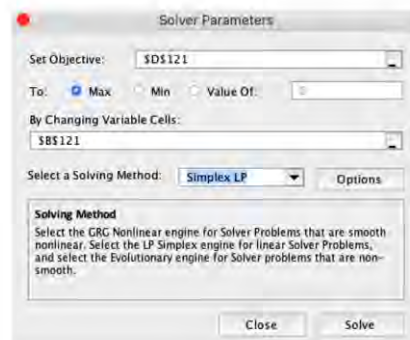 Solver Parameters
Set Objective: $D$121
To: Max Min Value Of: 0
By Changing Variable Cells:
$B$121
Select a Solving Method: Simplex LP Options
Solving Method
Select the GRG Nonlinear engine for Solver Problems that are smooth
nonlinear. Select the LP Simplex engine for linear Solver Problems,
and select the Evolutionary engine for Solver problems that are non-
smooth.
Close Solve